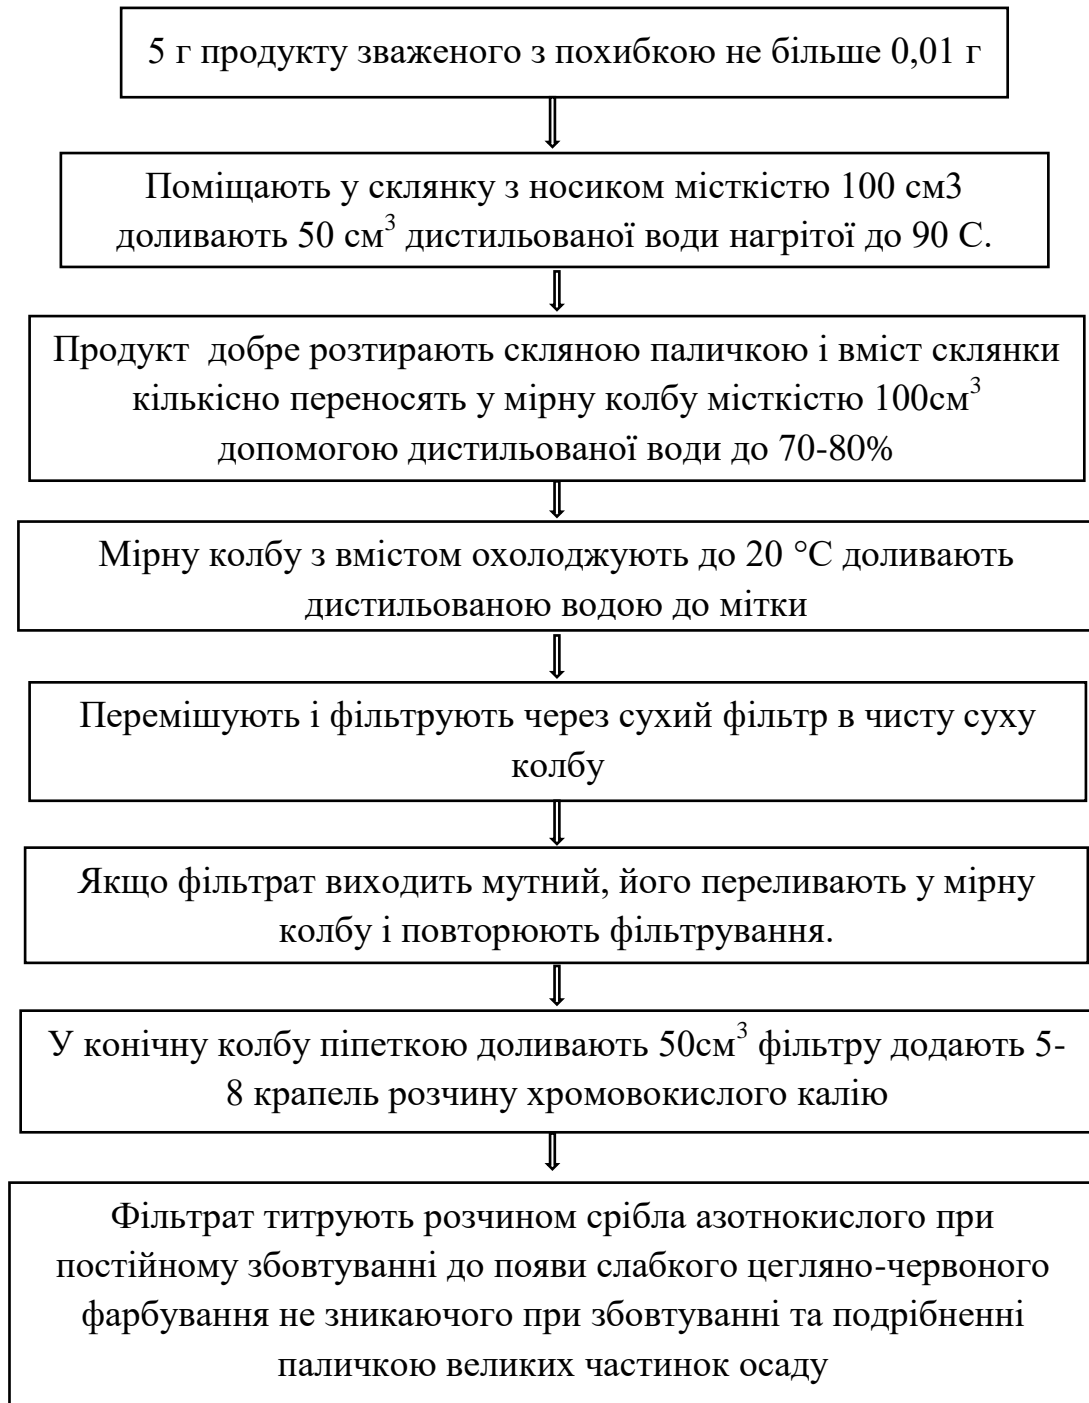 5 г продукту зваженого з похибкою не більше 0,01 г
Поміщають у склянку з носиком місткістю 100 см3
доливають 50 см³ дистильованої води нагрітої до 90 С.
Продукт добре розтирають скляною паличкою і вміст склянки
кількісно переносять у мірну колбу місткістю 100см³
допомогою дистильованої води до 70-80%
Мірну колбу з вмістом охолоджують до 20 °С доливають
дистильованою водою до мітки
Перемішують і фільтрують через сухий фільтр в чисту суху
колбу
Якщо фільтрат виходить мутний, його переливають у мірну
колбу і повторюють фільтрування.
У конічну колбу піпеткою доливають 50см³ фільтру додають 5-
8 крапель розчину хромовокислого калію
Фільтрат титрують розчином срібла азотнокислого при
постійному збовтуванні до появи слабкого цегляно-червоного
фарбування не зникаючого при збовтуванні та подрібненні
паличкою великих частинок осаду